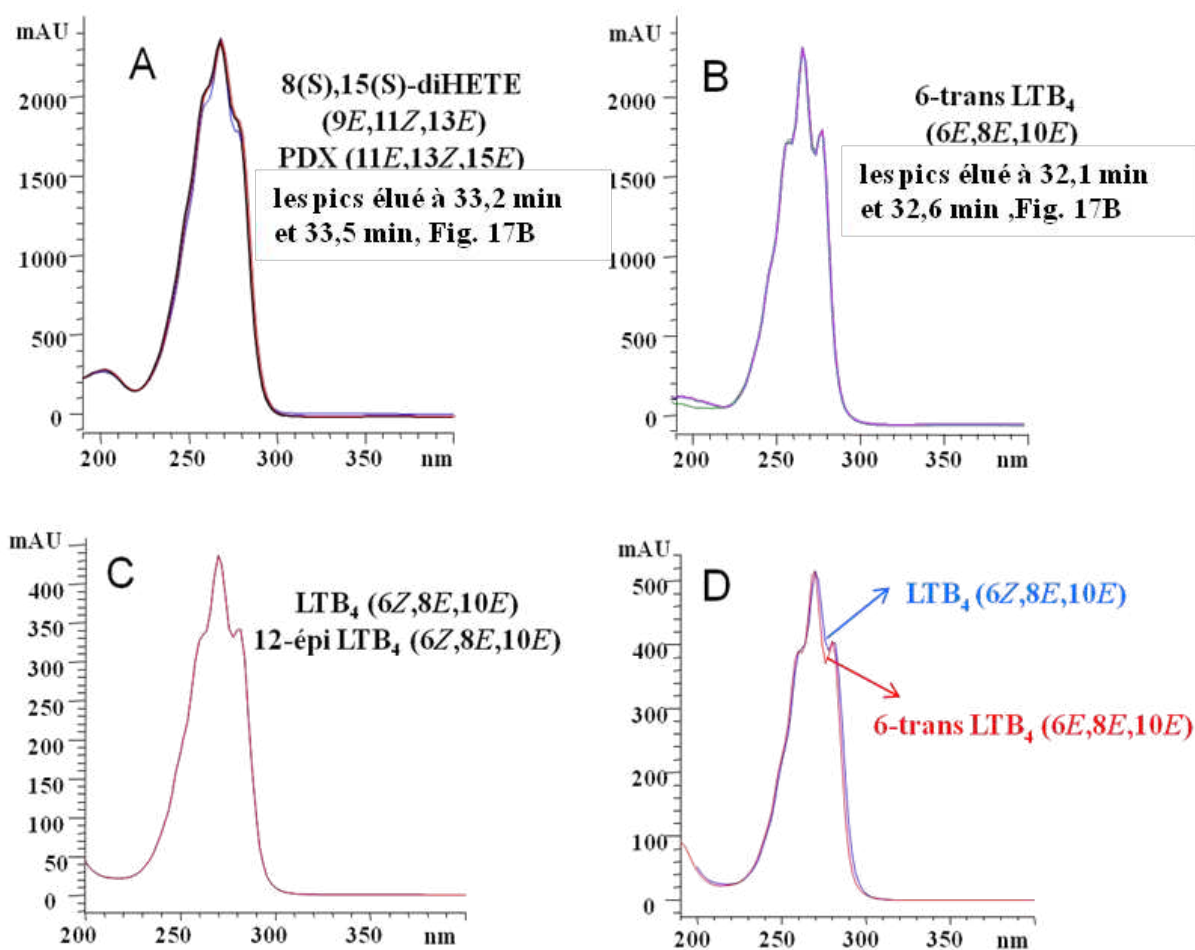 mAU
A
8(S),15(S)-diHETE
(9E,11Z,13E)
PDX (11E,13Z,15E)
les pics élué à 33,2 min
et 33,5 min, Fig. 17B
2000
1500
1000
500
0
200 250 300 350 nm
mAU
B
6-trans LTB₄
(6E,8E,10E)
les pics élué à 32,1 min
et 32,6 min ,Fig. 17B
2000
1500
1000
500
0
200 250 300 350 nm
mAU
C
LTB₄ (6Z,8E,10E)
12-épi LTB₄ (6Z,8E,10E)
400
350
300
250
200
150
100
50
0
200 250 300 350 nm
mAU
D
LTB₄ (6Z,8E,10E)
6-trans LTB₄ (6E,8E,10E)
500
400
300
200
100
0
200 250 300 350 nm